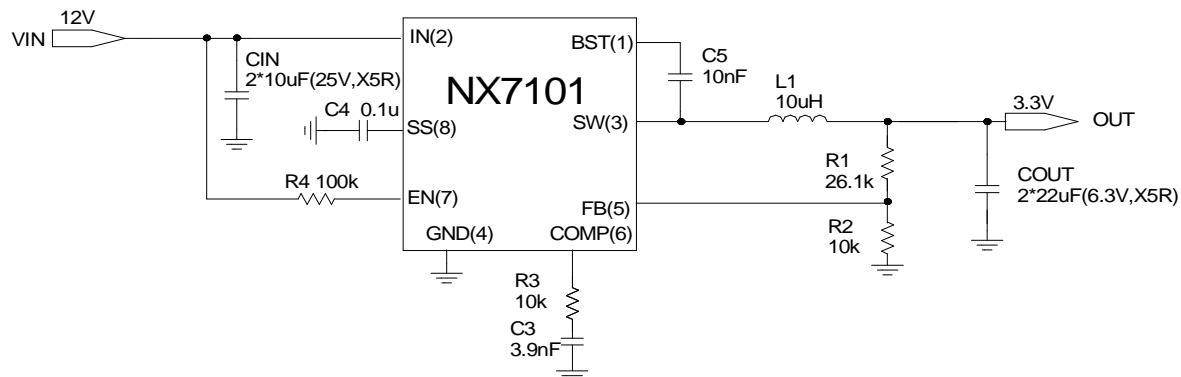 12V
VIN
IN(2)
BST(1)
CIN
2*10uF(25V,X5R)
C5
10nF
NX7101
L1
10uH
C4 0.1u
SS(8)
SW(3)
3.3V
OUT
R1
26.1k
COUT
2*22uF(6.3V,X5R)
R4 100k
EN(7)
FB(5)
GND(4)
COMP(6)
R2
10k
R3
10k
C3
3.9nF